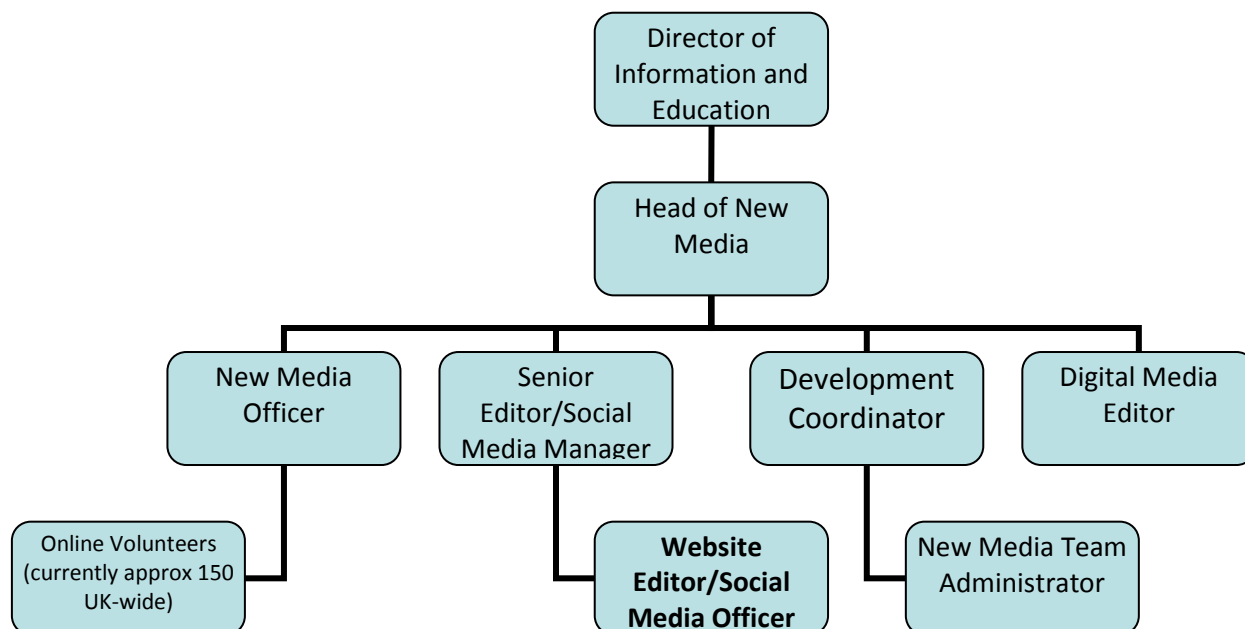 Director of
Information and
Education
Head of New
Media
New Media
Officer
Senior
Editor/Social
Media Manager
Development
Coordinator
Digital Media
Editor
Online Volunteers
(currently approx 150
UK-wide)
Website
Editor/Social
Media Officer
New Media Team
Administrator